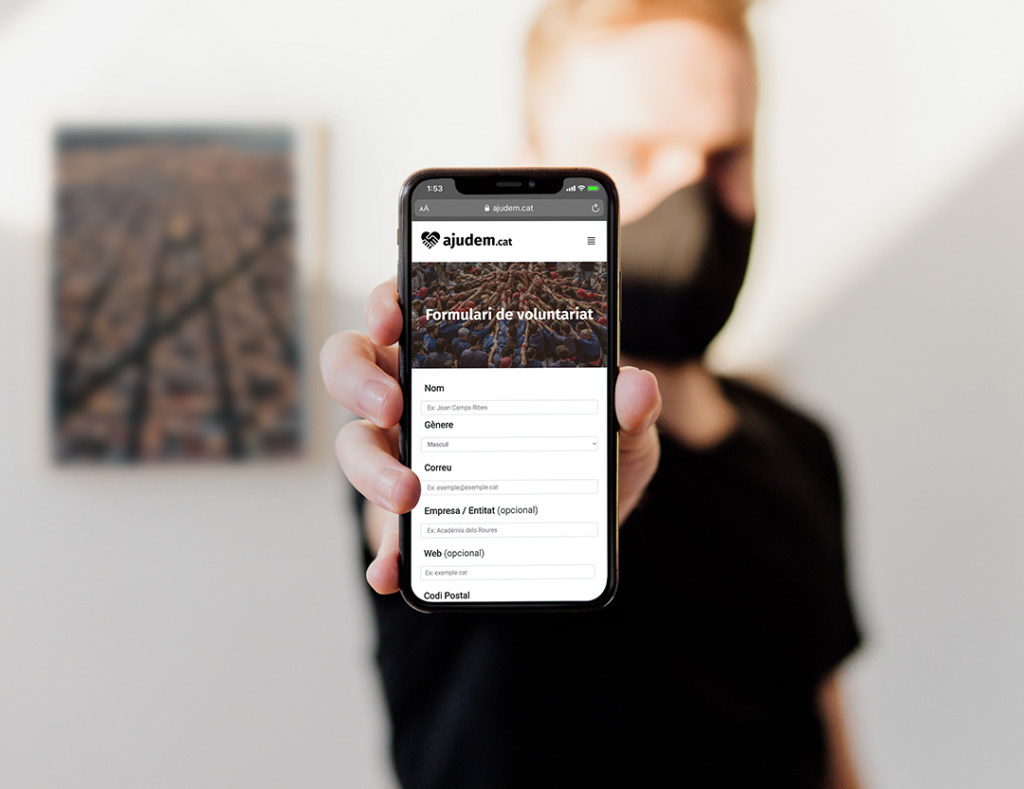 1:53
AA ajudem.cat
ajudem.cat
Formulari de voluntariat
Nom
Ex: Joan Camps Ribes
Gènere
Masculí
Correu
Ex: exemple@exemple.cat
Empresa / Entitat (opcional)
Ex: Acadèmia dels Roures
Web (opcional)
Ex: exemple.cat
Codi Postal